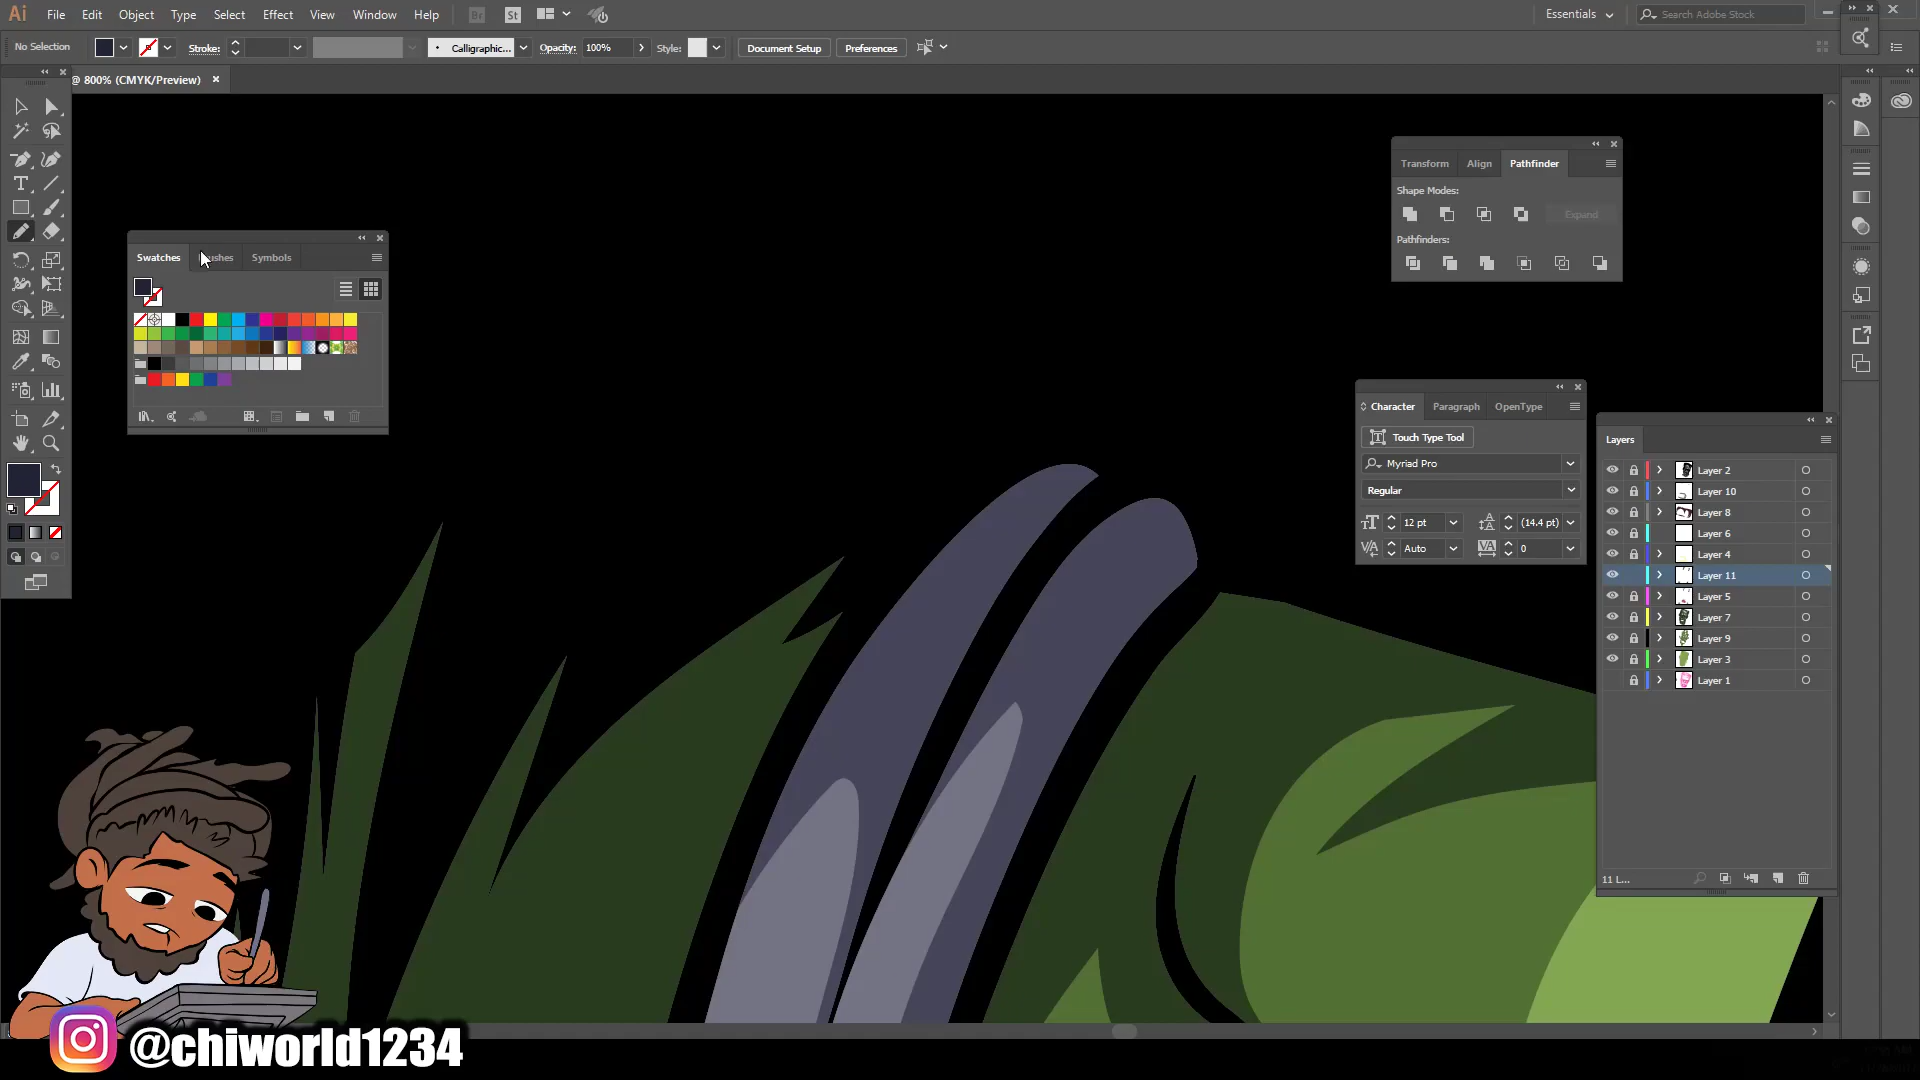 Ai File Edit Object Type Select Effect View Window Help Br St Essentials Search Adobe Stock
No Selection Stroke: Calligraphic... Opacity: 100% Style: Document Setup Preferences
@ 800% (CMYK/Preview)
Transform Align Pathfinder
Shape Modes:
Expand
Pathfinders:
Swatches Symbols
Character Paragraph OpenType
Touch Type Tool
Myriad Pro
Regular
12 pt (14.4 pt)
Auto 0
Layers
Layer 2
Layer 10
Layer 8
Layer 6
Layer 4
Layer 11
Layer 5
Layer 7
Layer 9
Layer 3
Layer 1
11 L...
@chiworld1234